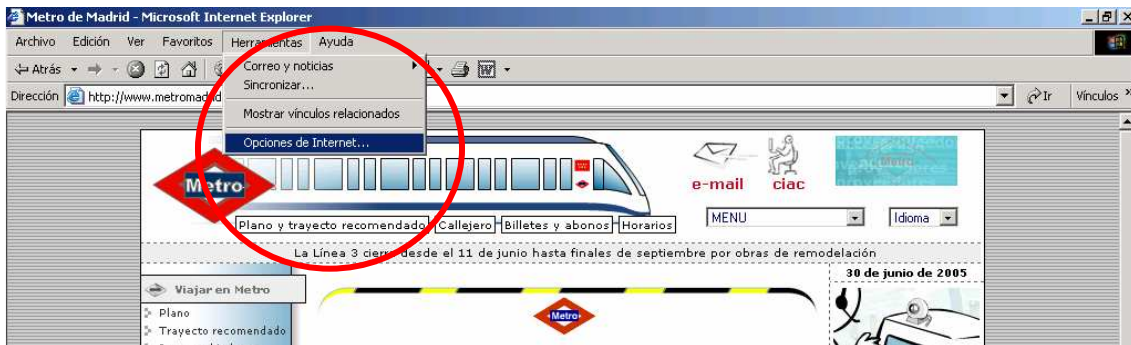 Metro de Madrid - Microsoft Internet Explorer
Archivo Edición Ver Favoritos Herramientas Ayuda
Atrás
Correo y noticias
Sincronizar...
Mostrar vínculos relacionados
Opciones de Internet...
Dirección http://www.metromad Ir Vínculos
Metro
e-mail ciac
MENU Idioma
Plano y trayecto recomendado Callejero Billetes y abonos Horarios
La Línea 3 cierra desde el 11 de junio hasta finales de septiembre por obras de remodelación
30 de junio de 2005
Viajar en Metro
Metro
Plano
Trayecto recomendado